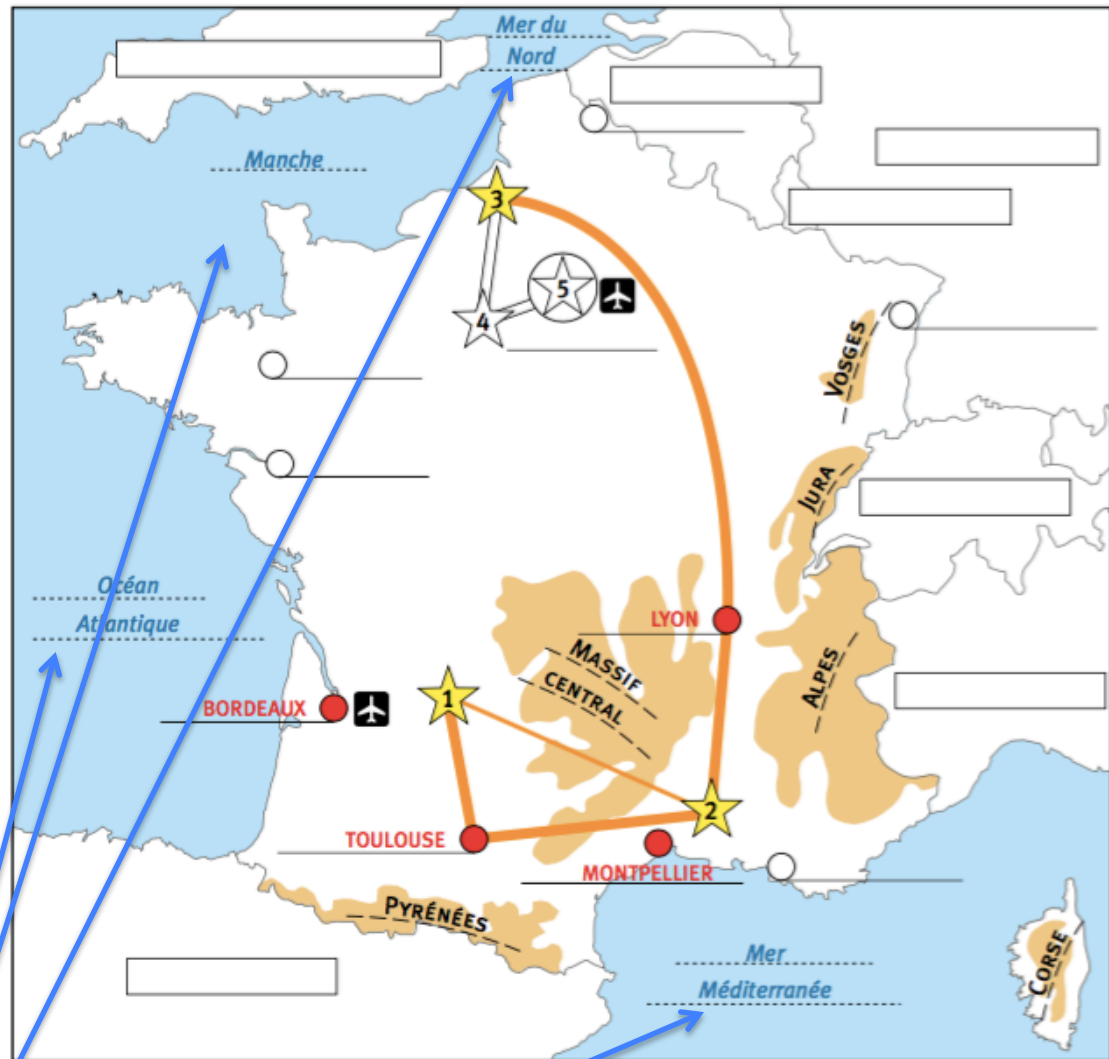 Mer du
Nord
Manche
3
5
4
VOSGES
JURA
Océan
Atlantique
LYON
MASSIF
CENTRAL
ALPES
1
BORDEAUX
2
TOULOUSE
MONTPELLIER
PYRÉNÉES
Mer
Méditerranée
CORSE